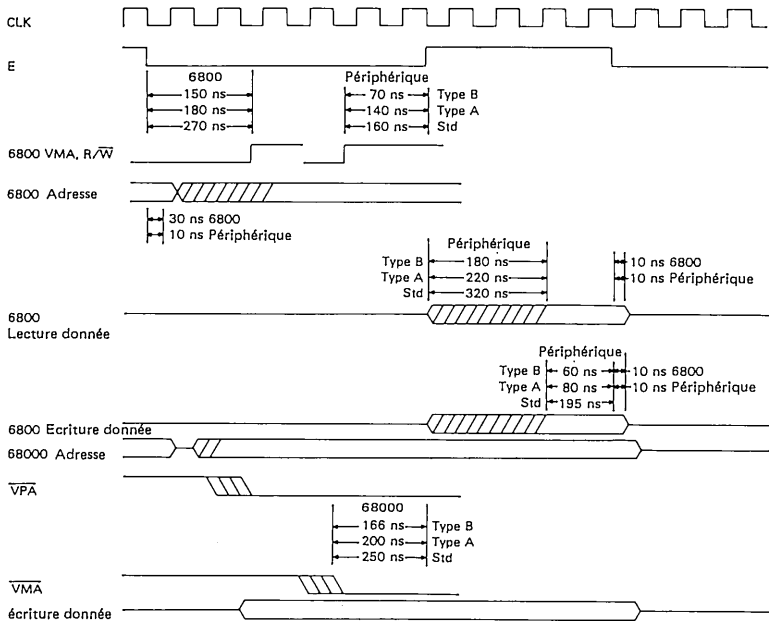 CLK
E
6800
150 ns
180 ns
270 ns
Périphérique
70 ns Type B
140 ns Type A
160 ns Std
6800 VMA, R/W̅
6800 Adresse
30 ns 6800
10 ns Périphérique
Périphérique
Type B 180 ns 10 ns 6800
Type A 220 ns 10 ns Périphérique
Std 320 ns
6800
Lecture donnée
Périphérique
Type B 60 ns 10 ns 6800
Type A 80 ns 10 ns Périphérique
Std 195 ns
6800 Ecriture donnée
68000 Adresse
V̅P̅A̅
68000
166 ns Type B
200 ns Type A
250 ns Std
V̅M̅A̅
écriture donnée